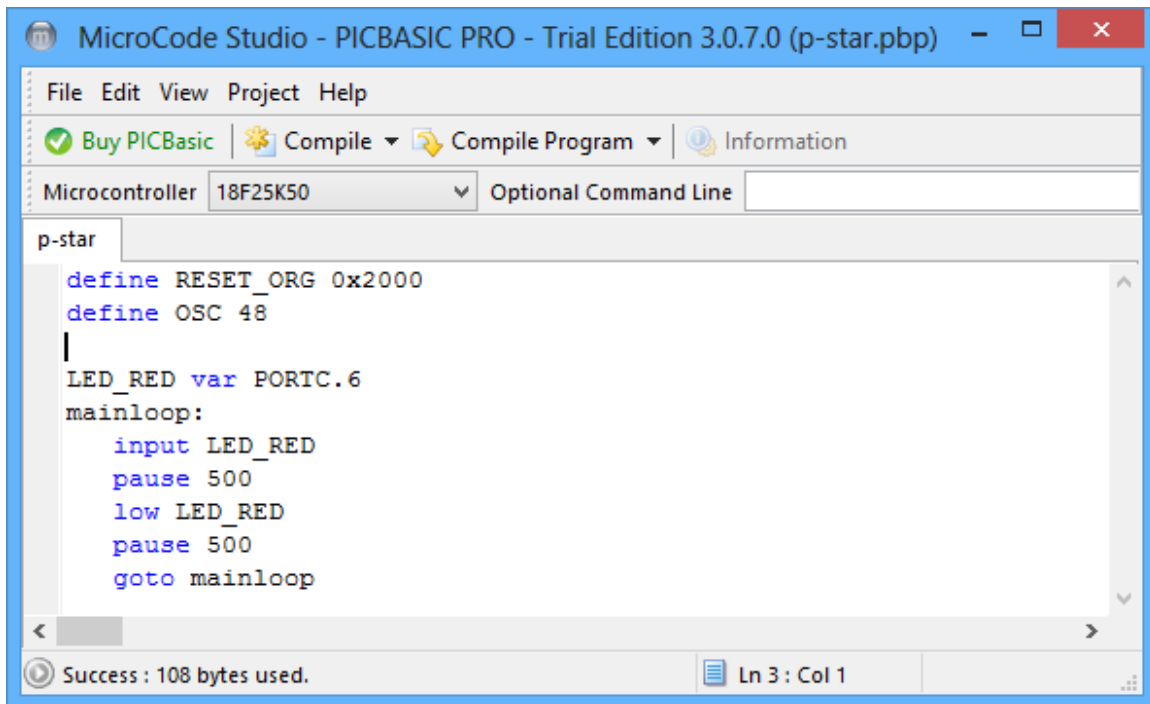 MicroCode Studio - PICBASIC PRO - Trial Edition 3.0.7.0 (p-star.pbp)
File Edit View Project Help
Buy PICBasic Compile Compile Program Information
Microcontroller 18F25K50 Optional Command Line
p-star
define RESET_ORG 0x2000
define OSC 48
LED_RED var PORTC.6
mainloop:
input LED_RED
pause 500
low LED_RED
pause 500
goto mainloop
Success : 108 bytes used. Ln 3 : Col 1